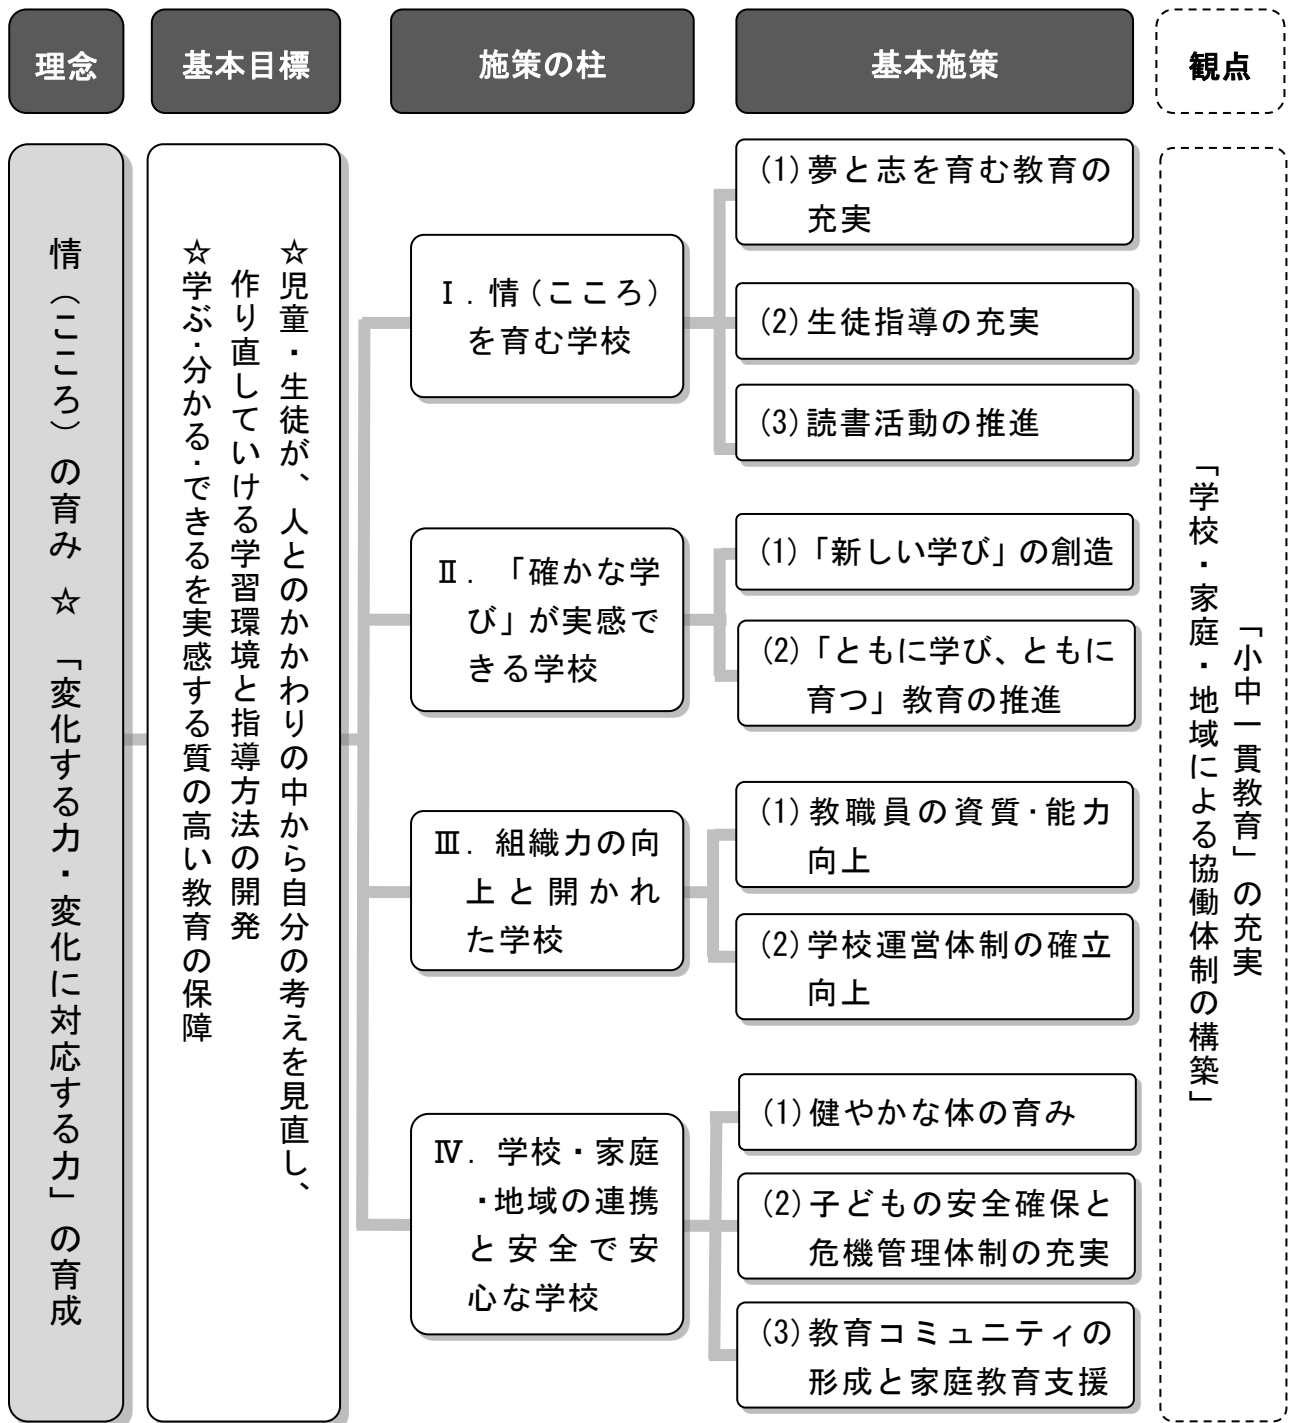 理念
基本目標
施策の柱
基本施策
観点
情（こころ）の育み ☆ 「変化する力・変化に対応する力」の育成
☆児童・生徒が、人とのかかわりの中から自分の考えを見直し、
作り直していける学習環境と指導方法の開発
☆学ぶ・分かる・できるを実感する質の高い教育の保障
Ⅰ．情（こころ）
を育む学校
(1)夢と志を育む教育の
充実
(2)生徒指導の充実
(3)読書活動の推進
Ⅱ．「確かな学
び」が実感で
きる学校
(1)「新しい学び」の創造
(2)「ともに学び、ともに
育つ」教育の推進
Ⅲ．組織力の向
上と開かれ
た学校
(1)教職員の資質・能力
向上
(2)学校運営体制の確立
向上
Ⅳ．学校・家庭
・地域の連携
と安全で安
心な学校
(1)健やかな体の育み
(2)子どもの安全確保と
危機管理体制の充実
(3)教育コミュニティの
形成と家庭教育支援
「小中一貫教育」の充実
「学校・家庭・地域による協働体制の構築」